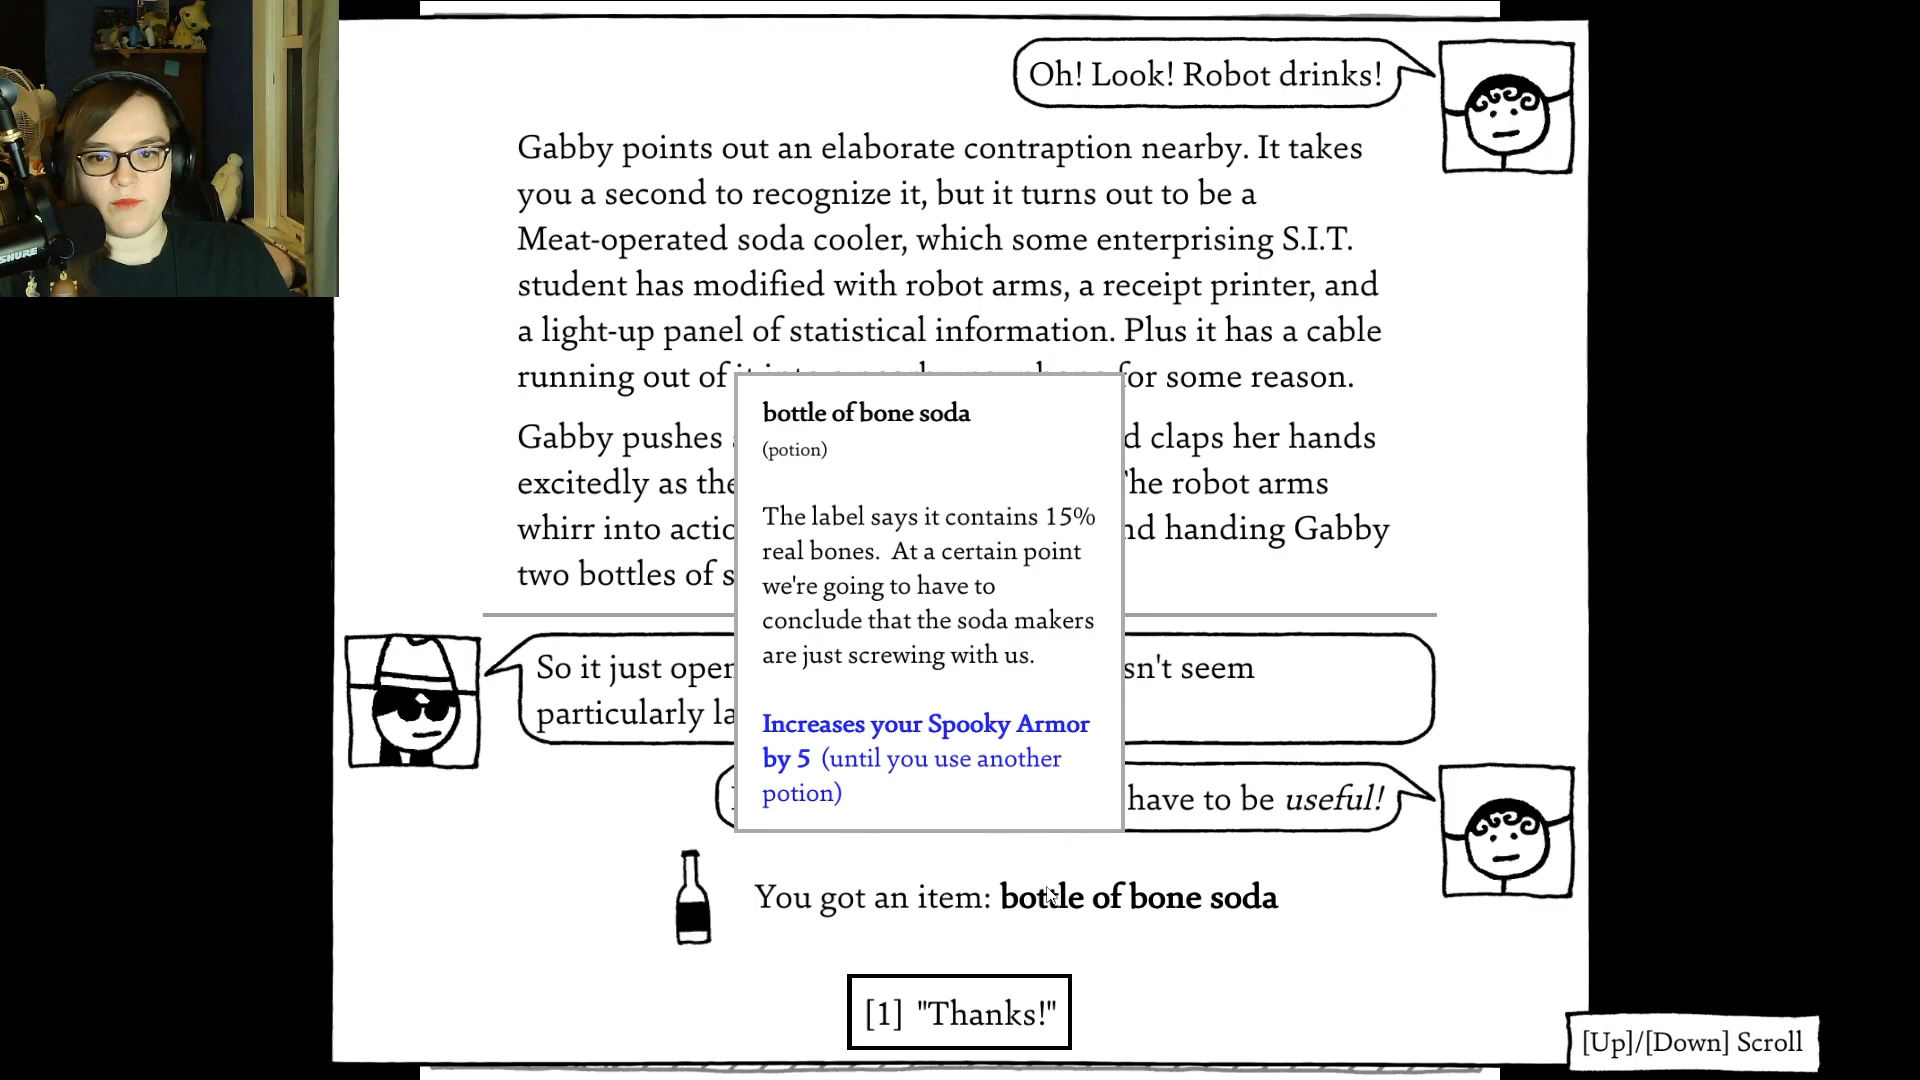 Oh! Look! Robot drinks!
Gabby points out an elaborate contraption nearby. It takes
you a second to recognize it, but it turns out to be a
Meat-operated soda cooler, which some enterprising S.I.T.
student has modified with robot arms, a receipt printer, and
a light-up panel of statistical information. Plus it has a cable
running out of for some reason.
Gabby pushes claps her hands
excitedly as the The robot arms
whirr into handing Gabby
two bottles of
bottle of bone soda
(potion)
The label says it contains 15%
real bones. At a certain point
we're going to have to
conclude that the soda makers
are just screwing with us.
Increases your Spooky Armor
by 5 (until you use another
potion)
So it just seem
particularly
have to be useful!
You got an item: bottle of bone soda
[1] "Thanks!"
[Up]/[Down] Scroll
SHURE